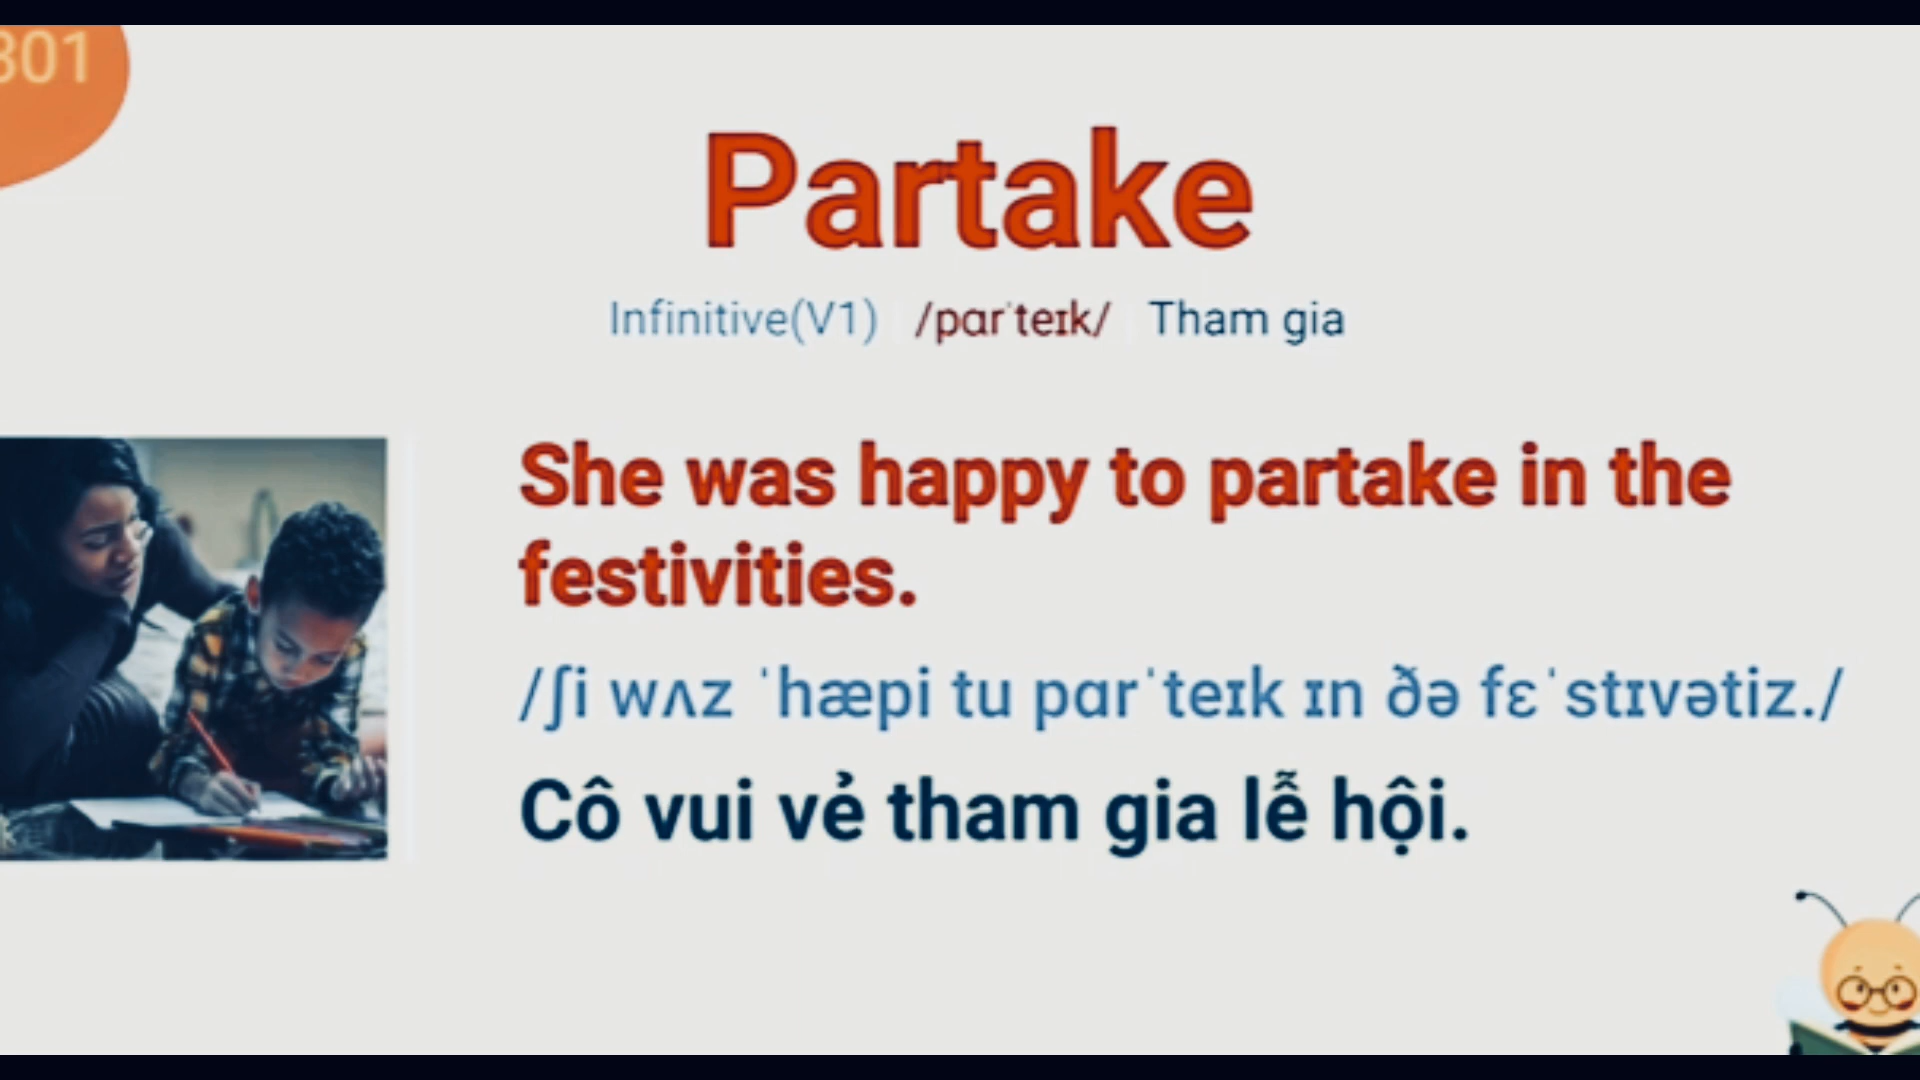 301
Partake
Infinitive(V1) /pɑrˈteɪk/ Tham gia
She was happy to partake in the
festivities.
/ʃi wʌz ˈhæpi tu pɑrˈteɪk ɪn ðə fɛˈstɪvətiz./
Cô vui vẻ tham gia lễ hội.